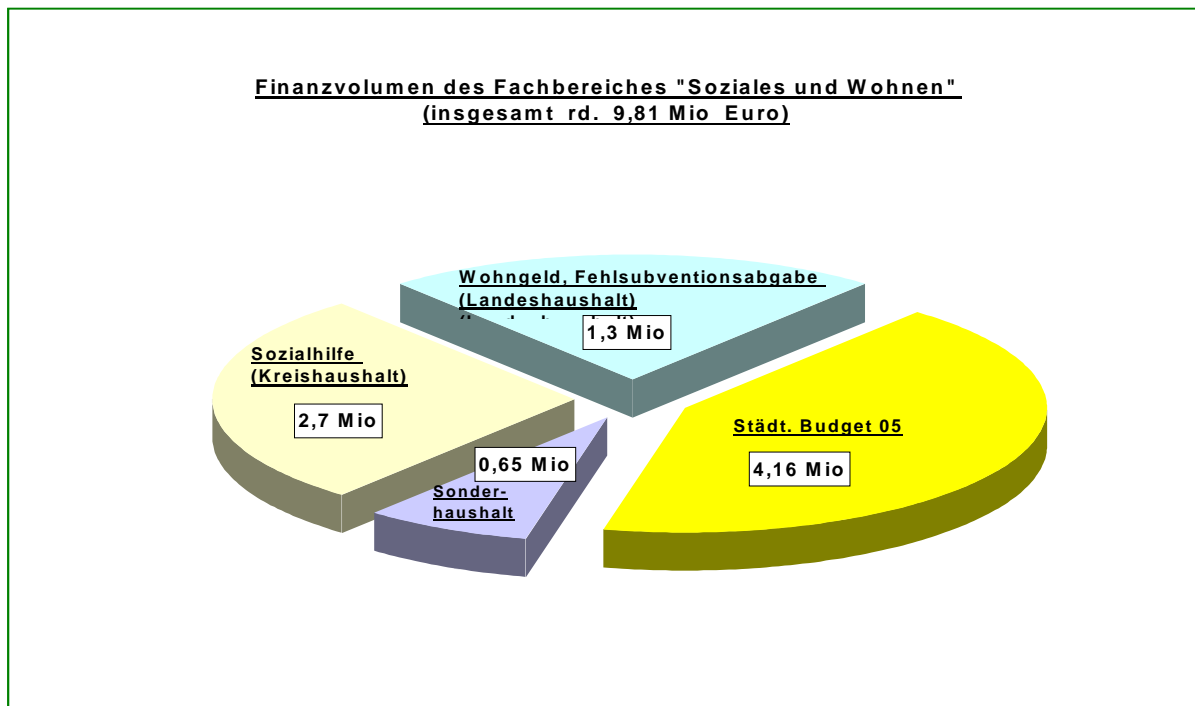 Finanzvolumen des Fachbereiches "Soziales und Wohnen"
(insgesamt rd. 9,81 Mio Euro)
Wohngeld, Fehlsubventionsabgabe
(Landeshaushalt)
1,3 Mio
Sozialhilfe
(Kreishaushalt)
2,7 Mio
Städt. Budget 05
4,16 Mio
0,65 Mio
Sonder-
haushalt